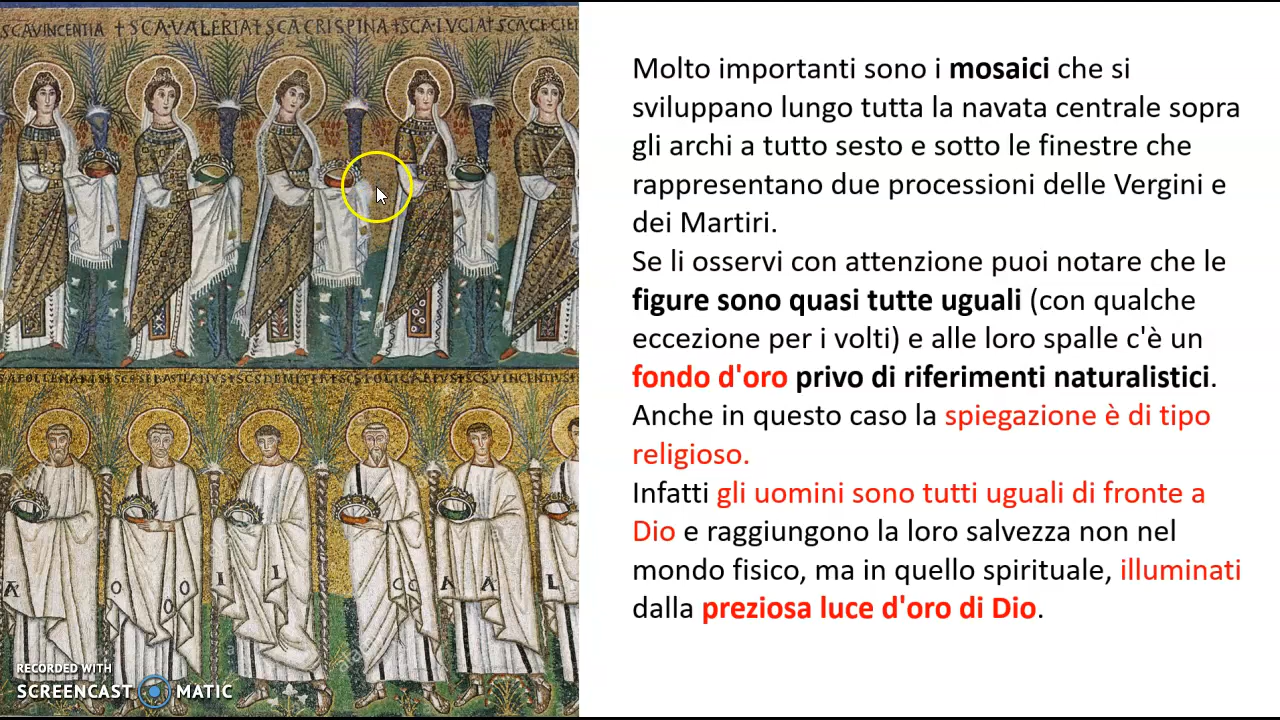 SCAVINCENTIA ✝ SCA·VALERIA✝SCA CRISPINA✝SCA·LVCIA✝SCA·CECILI
Molto importanti sono i mosaici che si
sviluppano lungo tutta la navata centrale sopra
gli archi a tutto sesto e sotto le finestre che
rappresentano due processioni delle Vergini e
dei Martiri.
Se li osservi con attenzione puoi notare che le
figure sono quasi tutte uguali (con qualche
eccezione per i volti) e alle loro spalle c'è un
fondo d'oro privo di riferimenti naturalistici.
Anche in questo caso la spiegazione è di tipo
religioso.
Infatti gli uomini sono tutti uguali di fronte a
Dio e raggiungono la loro salvezza non nel
mondo fisico, ma in quello spirituale, illuminati
dalla preziosa luce d'oro di Dio.
A O O I I C A A L
RECORDED WITH
SCREENCAST MATIC